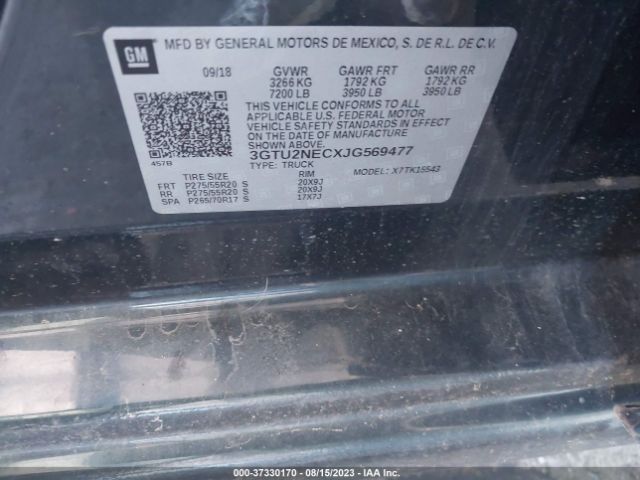 GM
MFD BY GENERAL MOTORS DE MEXICO, S. DE R.L. DE C.V.
09/18 GVWR GAWR FRT GAWR RR
3266 KG 1792 KG 1792 KG
7200 LB 3950 LB 3950 LB
THIS VEHICLE CONFORMS TO ALL
APPLICABLE U.S. FEDERAL MOTOR
VEHICLE SAFETY STANDARDS IN EFFECT
ON THE DATE OF MANUFACTURE
SHOWN ABOVE.
3GTU2NECXJG569477
TYPE: TRUCK MODEL: X7TK15543
457B
TIRE SIZE RIM
FRT P275/55R20 S 20X9J
RR P275/55R20 S 20X9J
SPA P265/70R17 S 17X7J
000-37330170 - 08/15/2023 - IAA Inc.